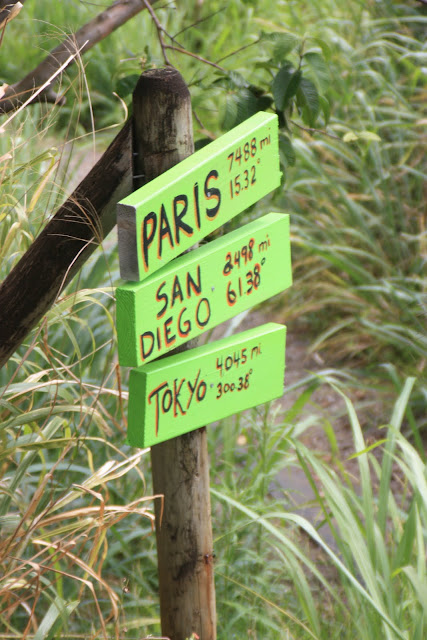 PARIS 7488 mi
15.32°
SAN DIEGO 2498 mi
61.38°
TOKYO 4045 mi
300.38°